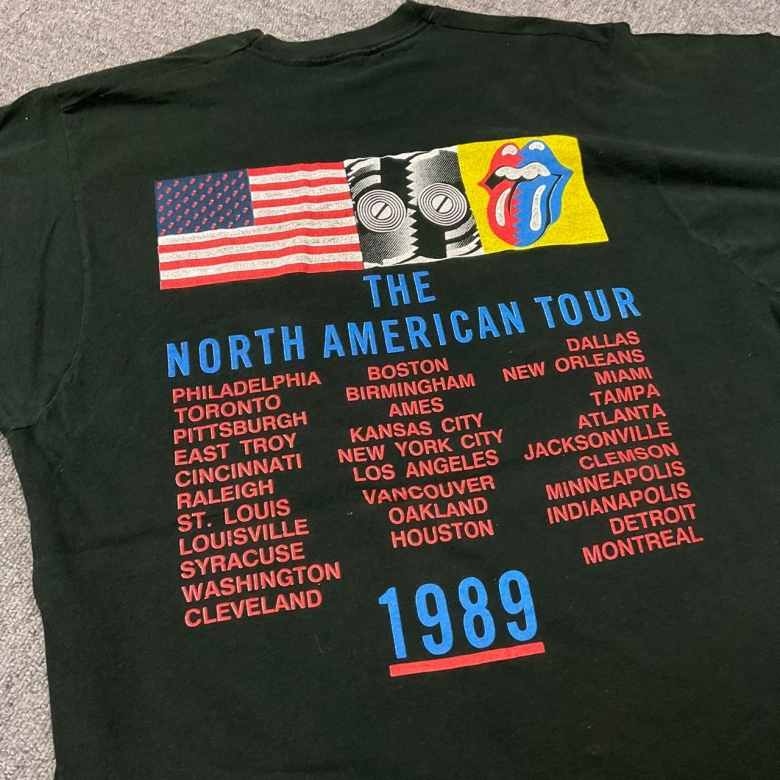 THE
NORTH AMERICAN TOUR
PHILADELPHIA
TORONTO
PITTSBURGH
EAST TROY
CINCINNATI
RALEIGH
ST. LOUIS
LOUISVILLE
SYRACUSE
WASHINGTON
CLEVELAND
BOSTON
BIRMINGHAM
AMES
KANSAS CITY
NEW YORK CITY
LOS ANGELES
VANCOUVER
OAKLAND
HOUSTON
DALLAS
NEW ORLEANS
MIAMI
TAMPA
ATLANTA
JACKSONVILLE
CLEMSON
MINNEAPOLIS
INDIANAPOLIS
DETROIT
MONTREAL
1989